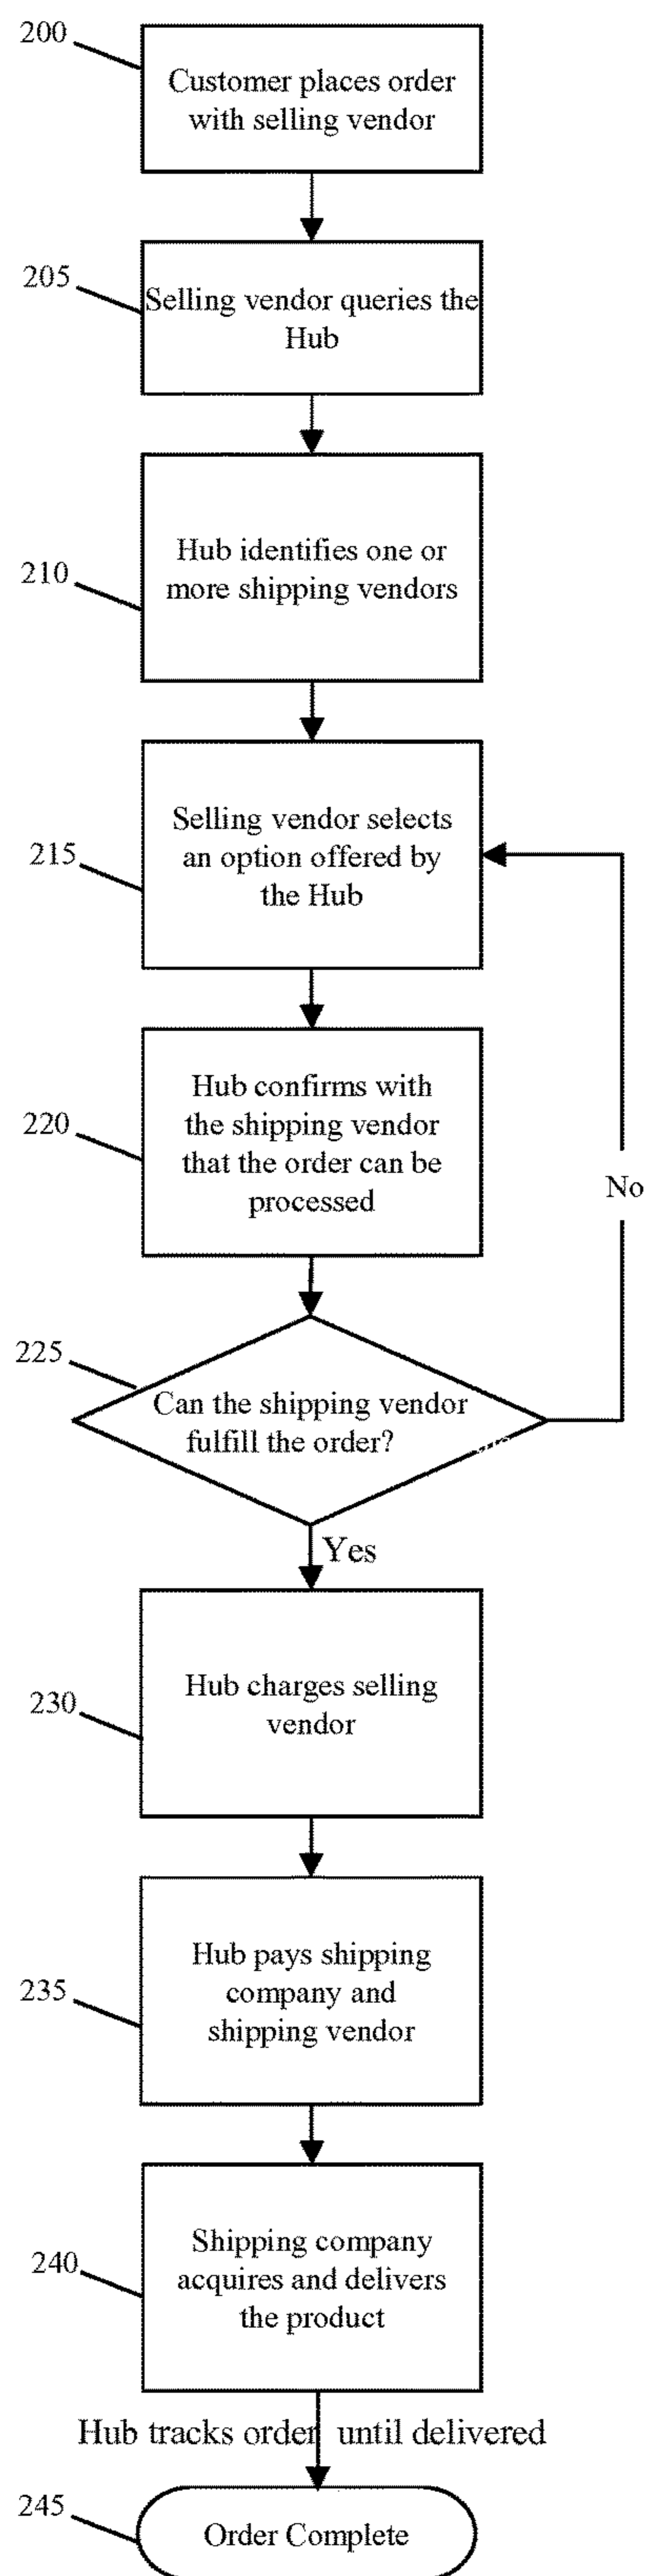 200
Customer places order
with selling vendor
205
Selling vendor queries the
Hub
210
Hub identifies one or
more shipping vendors
215
Selling vendor selects
an option offered by
the Hub
220
Hub confirms with
the shipping vendor
that the order can be
processed
No
225
Can the shipping vendor
fulfill the order?
Yes
230
Hub charges selling
vendor
235
Hub pays shipping
company and
shipping vendor
240
Shipping company
acquires and delivers
the product
Hub tracks order until delivered
245
Order Complete